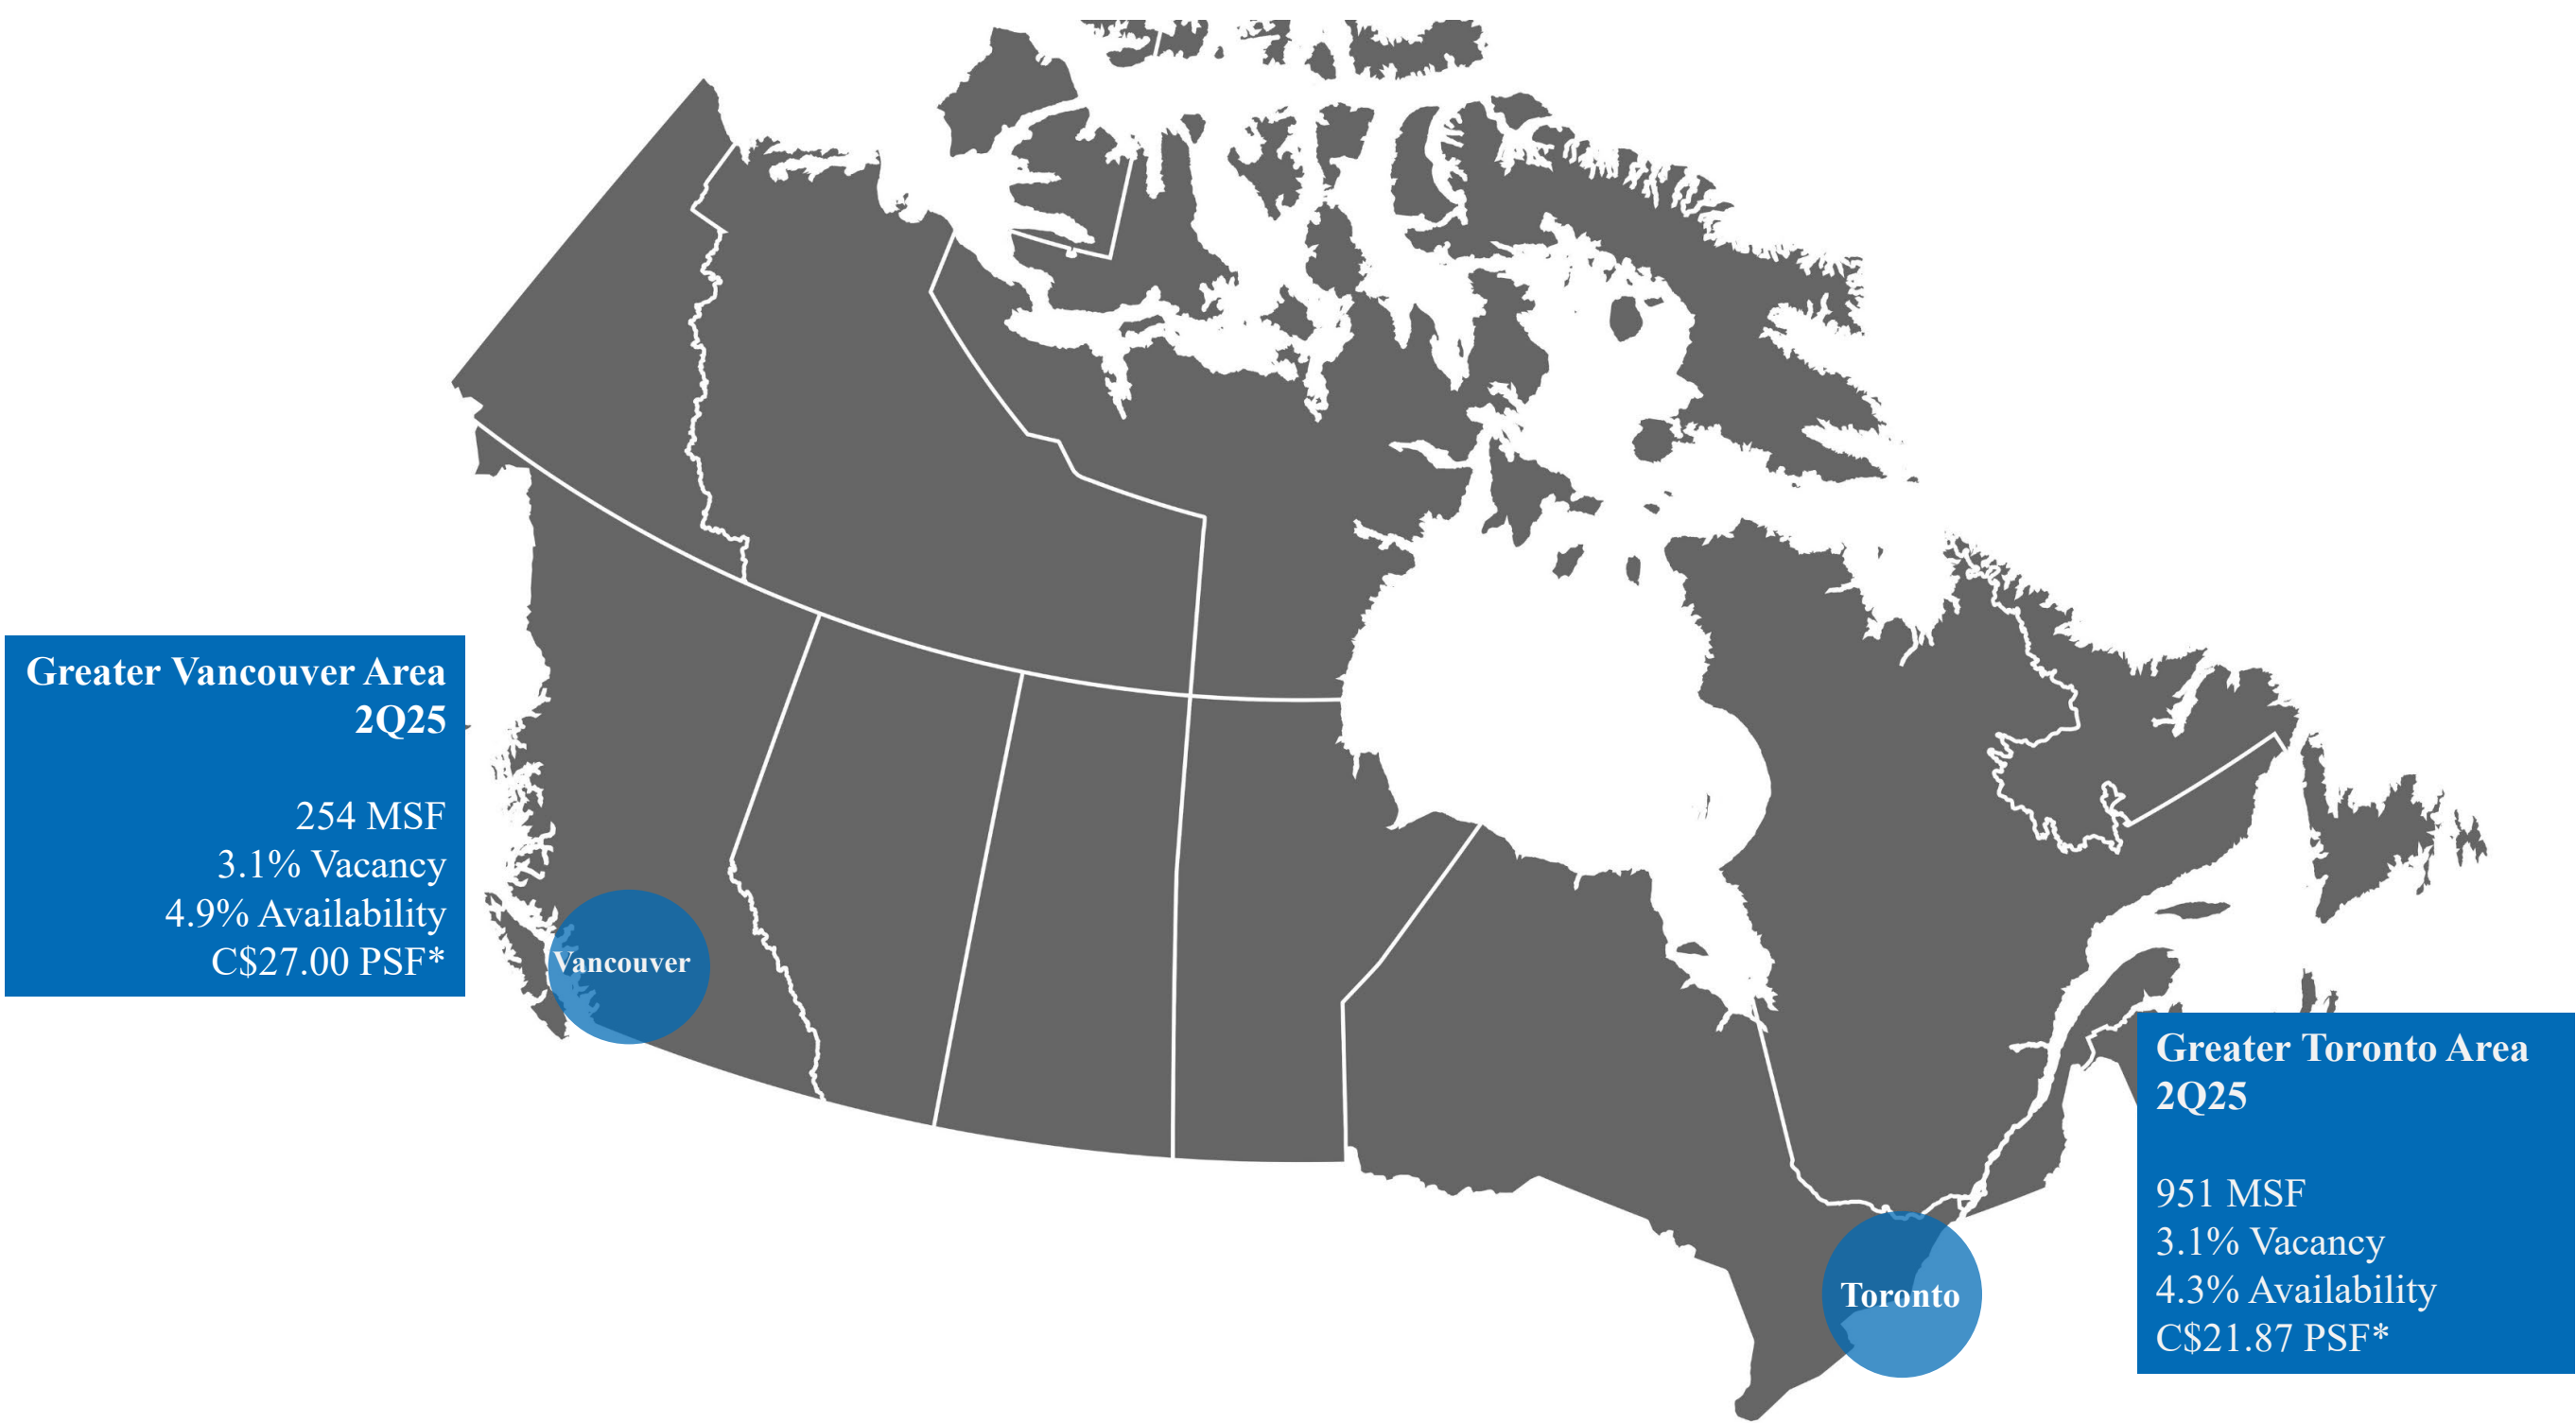 Greater Vancouver Area
2Q25
254 MSF
3.1% Vacancy
4.9% Availability
C$27.00 PSF*
Vancouver
Greater Toronto Area
2Q25
951 MSF
3.1% Vacancy
4.3% Availability
C$21.87 PSF*
Toronto